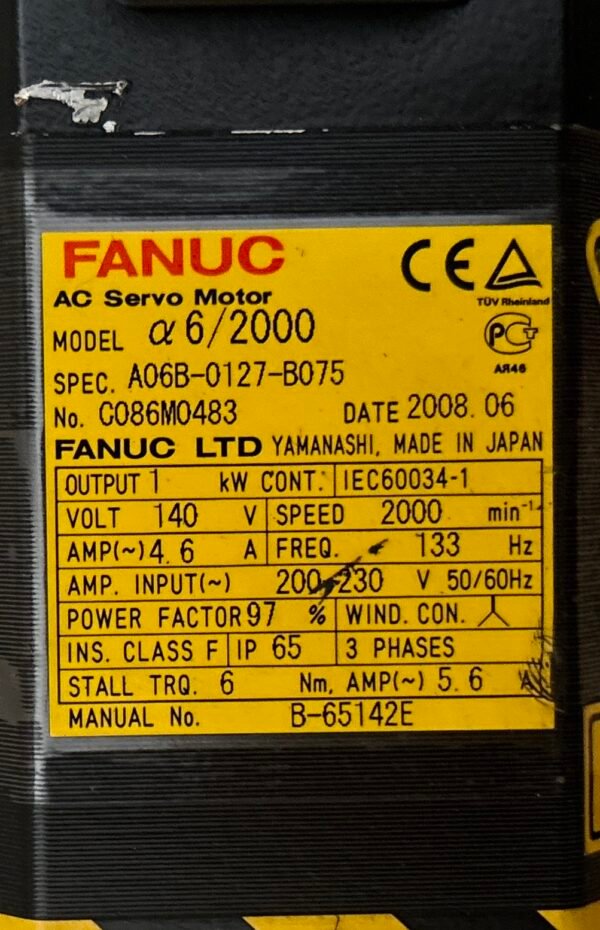 FANUC
CE
TÜV Rheinland
AC Servo Motor
MODEL α6/2000
PCT
АЯ46
SPEC. A06B-0127-B075
No. C086M0483 DATE 2008.06
FANUC LTD YAMANASHI, MADE IN JAPAN
OUTPUT 1 kW CONT. IEC60034-1
VOLT 140 V SPEED 2000 min-1
AMP(~) 4.6 A FREQ. 133 Hz
AMP. INPUT(~) 200-230 V 50/60Hz
POWER FACTOR 97 % WIND. CON.
INS. CLASS F IP 65 3 PHASES
STALL TRQ. 6 Nm, AMP(~) 5.6 A
MANUAL No. B-65142E